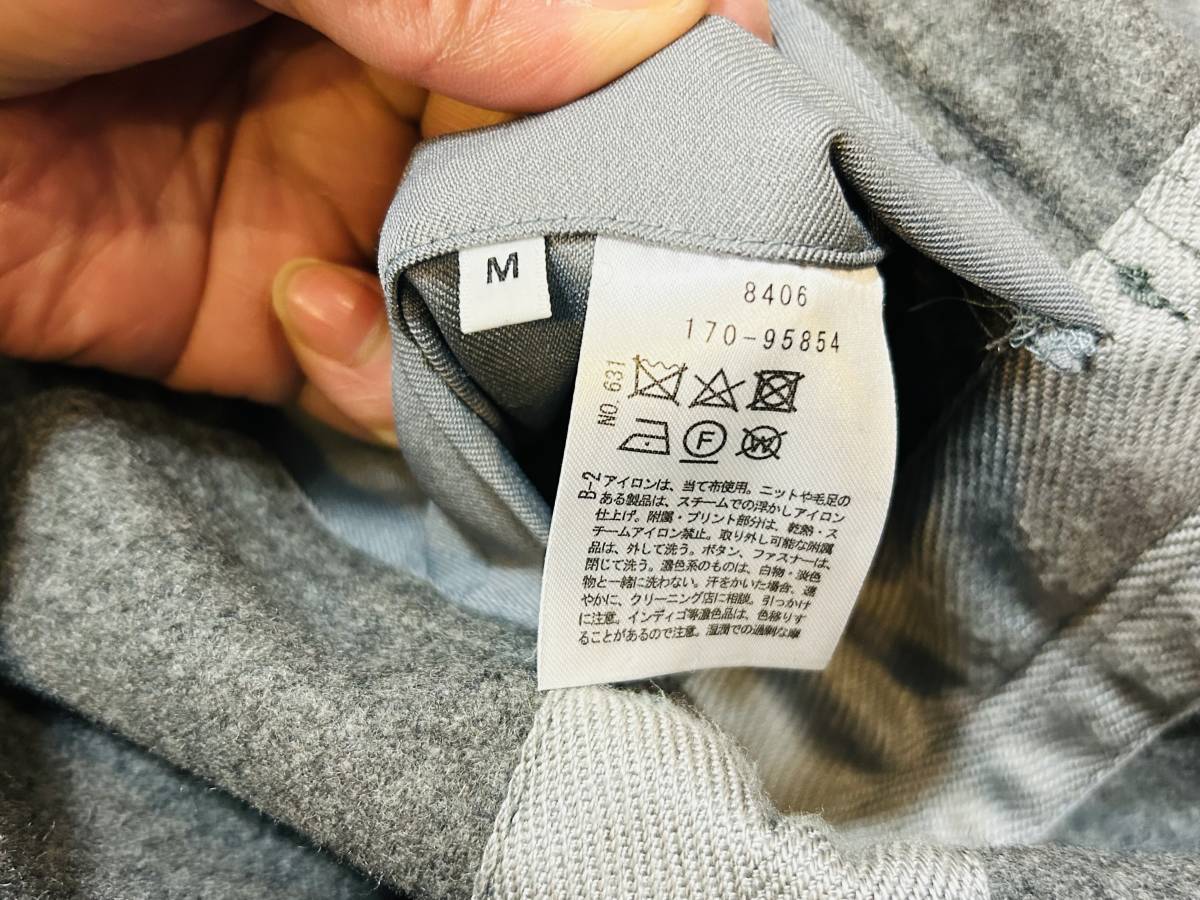 M
8406
170-95854
NO. 631
F
W
B-2
アイロンは、当て布使用。ニットや毛足の
ある製品は、スチームでの浮かしアイロン
仕上げ。附属・プリント部分は、乾熱・ス
チームアイロン禁止。取り外し可能な附属
品は、外して洗う。ボタン、ファスナーは、
閉じて洗う。濃色系のものは、白物・淡色
物と一緒に洗わない。汗をかいた場合、速
やかに、クリーニング店に相談。引っかけ
に注意。インディゴ等濃色品は、色移りす
ることがあるので注意。湿潤での過剰な摩